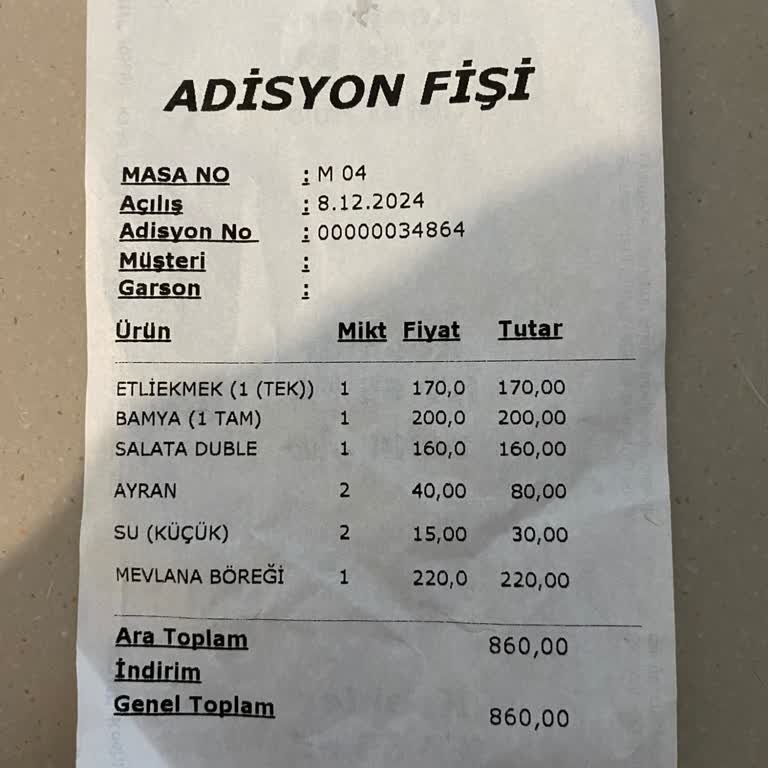 ADİSYON FİŞİ
MASA NO : M 04
Açılış : 8.12.2024
Adisyon No : 00000034864
Müşteri :
Garson :
Ürün Mikt Fiyat Tutar
ETLİEKMEK (1 (TEK)) 1 170,0 170,00
BAMYA (1 TAM) 1 200,0 200,00
SALATA DUBLE 1 160,0 160,00
AYRAN 2 40,00 80,00
SU (KÜÇÜK) 2 15,00 30,00
MEVLANA BÖREĞİ 1 220,0 220,00
Ara Toplam 860,00
İndirim
Genel Toplam 860,00